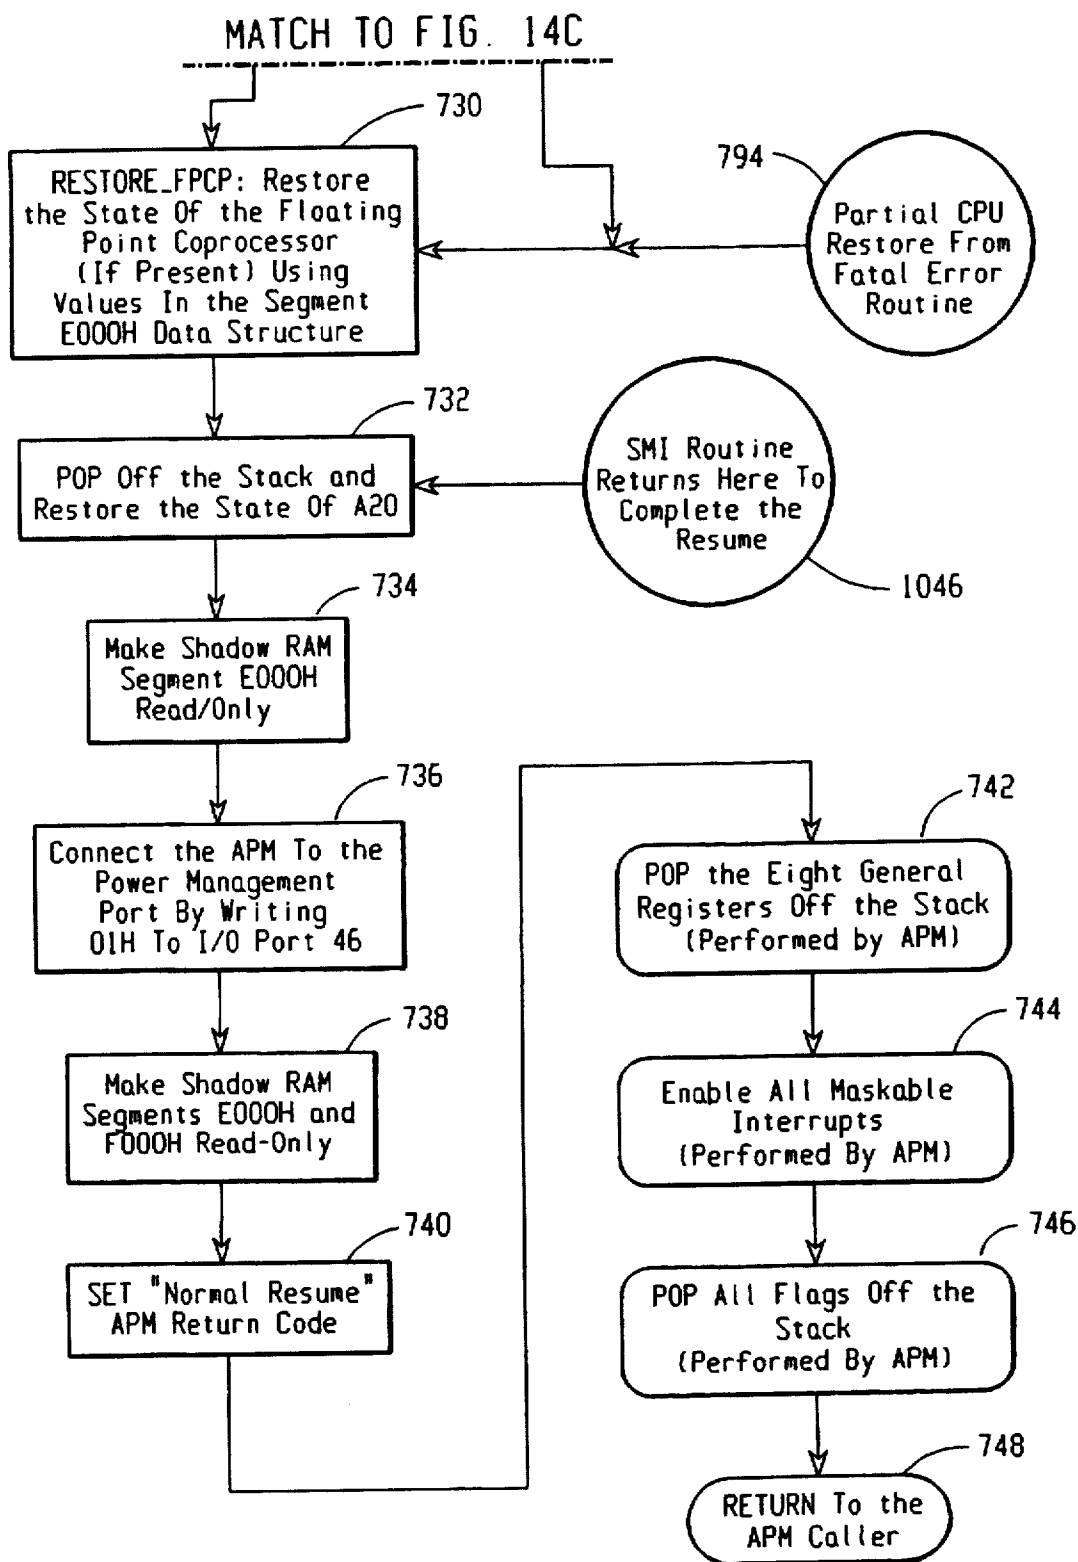 MATCH TO FIG. 14C
730
RESTORE_FPCP: Restore
the State Of the Floating
Point Coprocessor
(If Present) Using
Values In the Segment
E000H Data Structure
794
Partial CPU
Restore From
Fatal Error
Routine
732
POP Off the Stack and
Restore the State Of A20
SMI Routine
Returns Here To
Complete the
Resume
1046
734
Make Shadow RAM
Segment E000H
Read/Only
736
Connect the APM To the
Power Management
Port By Writing
01H To I/O Port 46
738
Make Shadow RAM
Segments E000H and
F000H Read-Only
740
SET "Normal Resume"
APM Return Code
742
POP the Eight General
Registers Off the Stack
(Performed by APM)
744
Enable All Maskable
Interrupts
(Performed By APM)
746
POP All Flags Off the
Stack
(Performed By APM)
748
RETURN To the
APM Caller